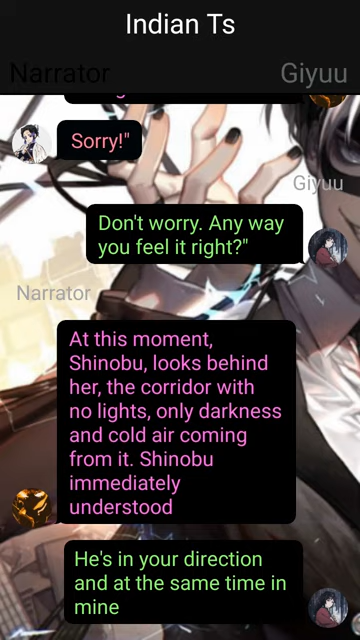 Indian Ts
Narrator
Giyuu
Sorry!"
Giyuu
Don't worry. Any way
you feel it right?"
Narrator
At this moment,
Shinobu, looks behind
her, the corridor with
no lights, only darkness
and cold air coming
from it. Shinobu
immediately
understood
He's in your direction
and at the same time in
mine